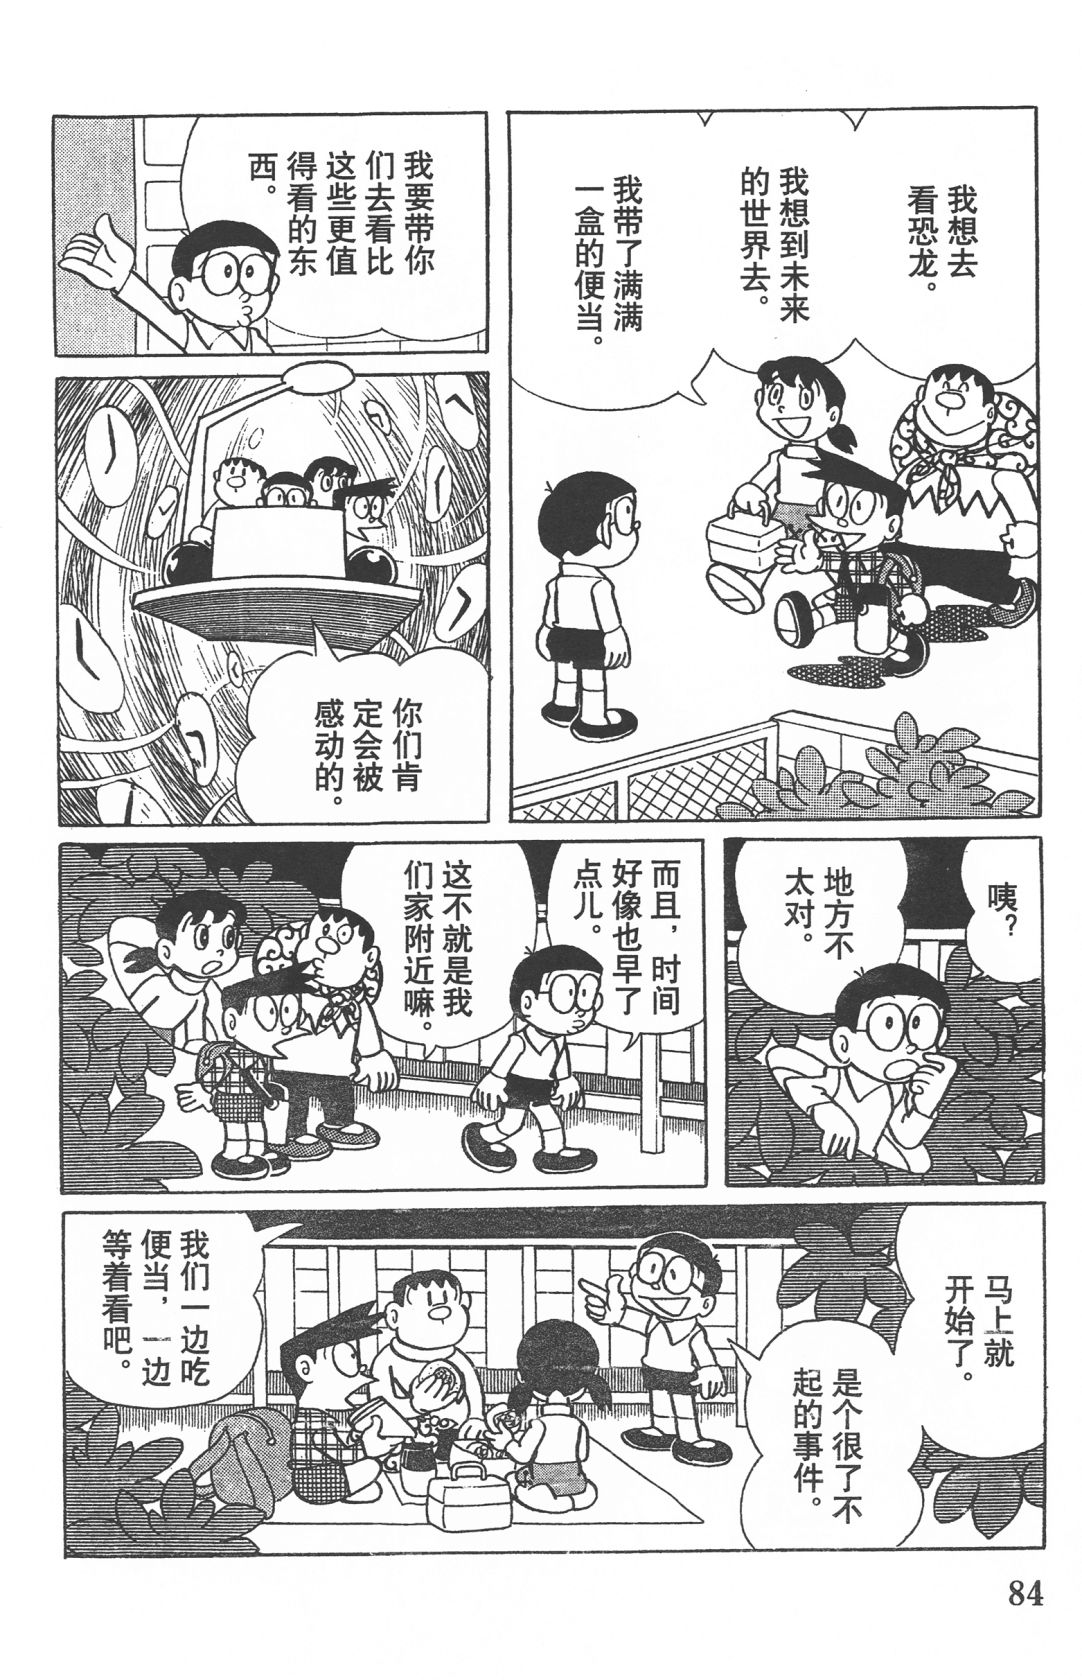 我想去
看恐龙。
我想到未来
的世界去。
我带了满满
一盒的便当。
我要带你
们去看比
这些更值
得看的东
西。
你们肯
定会被
感动的。
咦?
地方不
太对。
而且，时间
好像也早了
点儿。
这不就是我
们家附近嘛。
马上就
开始了。
是个很了不
起的事件。
我们一边吃
便当，一边
等着看吧。
84